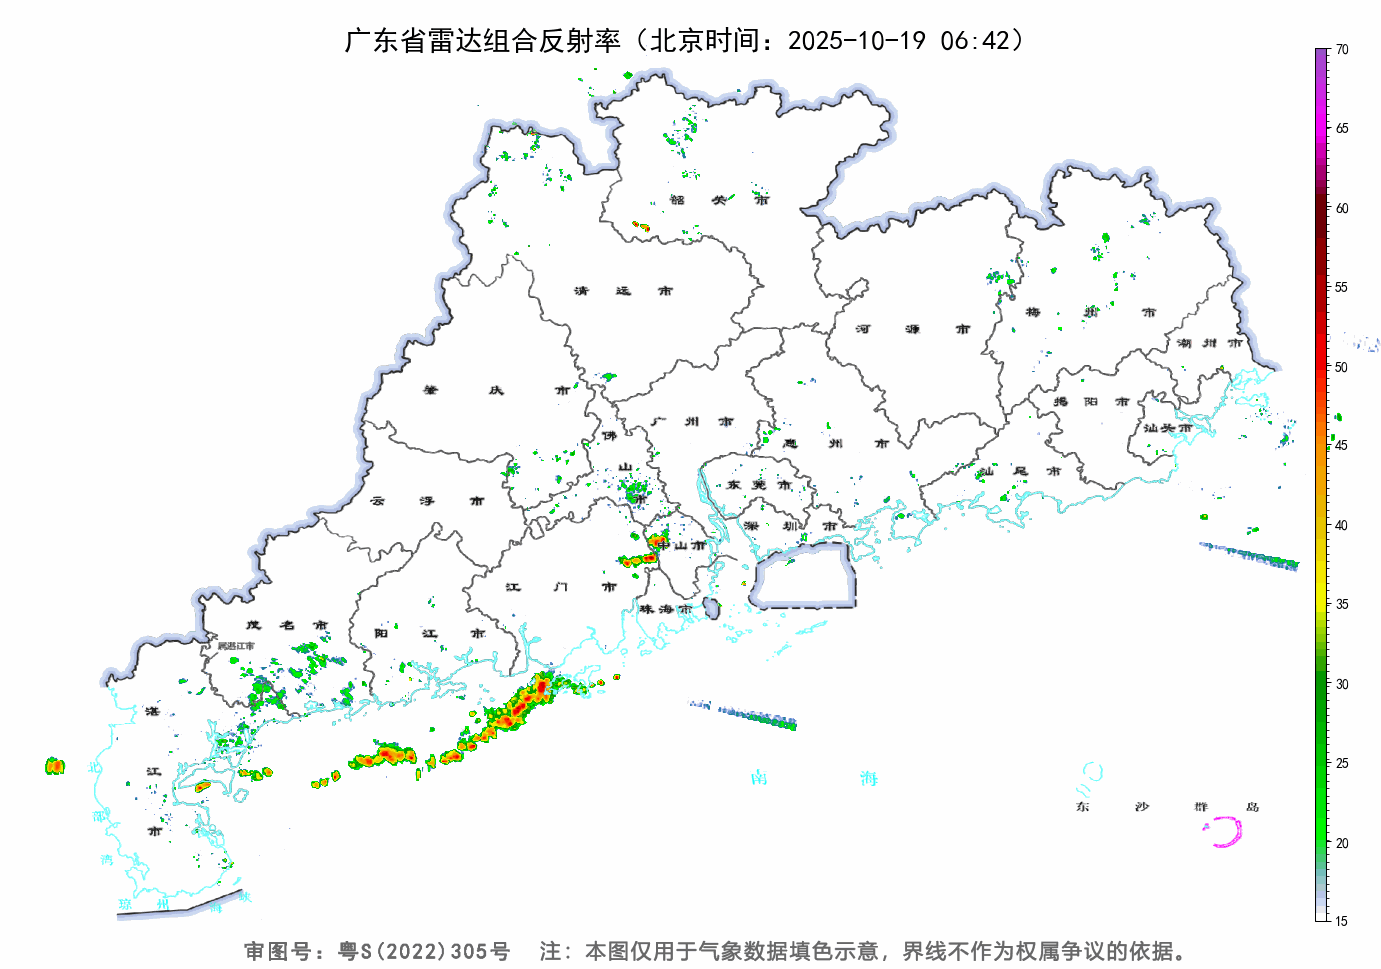 广东省雷达组合反射率（北京时间：2025-10-19 06:42）
70
65
60
55
50
45
40
35
30
25
20
15
韶关市
清远市
河源市
梅州市
潮州市
肇庆市
广州市
佛山市
惠州市
揭阳市
汕头市
汕尾市
东莞市
云浮市
深圳市
中山市
江门市
珠海市
茂名市
属湛江市
阳江市
湛江市
北部湾
南海
东沙群岛
琼州海峡
审图号：粤S(2022)305号 注：本图仅用于气象数据填色示意，界线不作为权属争议的依据。